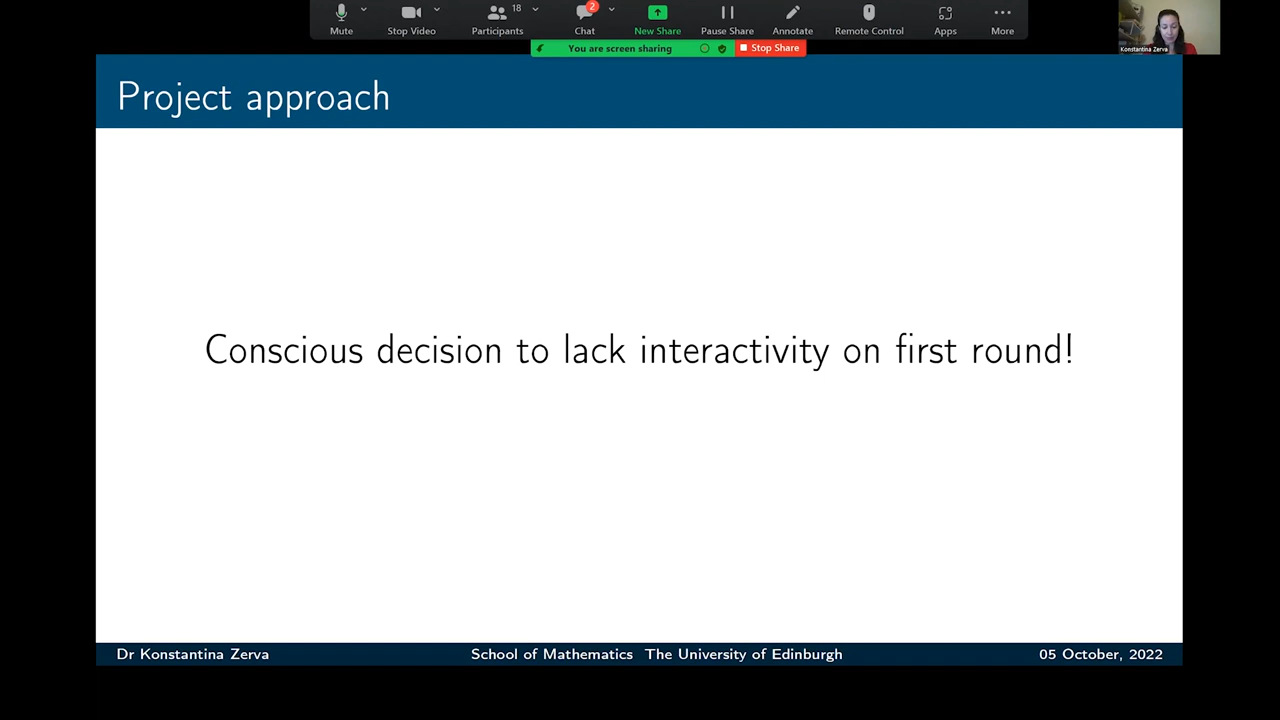 18
2
Mute
Stop Video
Participants
Chat
New Share
Pause Share
Annotate
Remote Control
Apps
More
You are screen sharing
Stop Share
Konstantina Zerva
Project approach
Conscious decision to lack interactivity on first round!
Dr Konstantina Zerva
School of Mathematics The University of Edinburgh
05 October, 2022